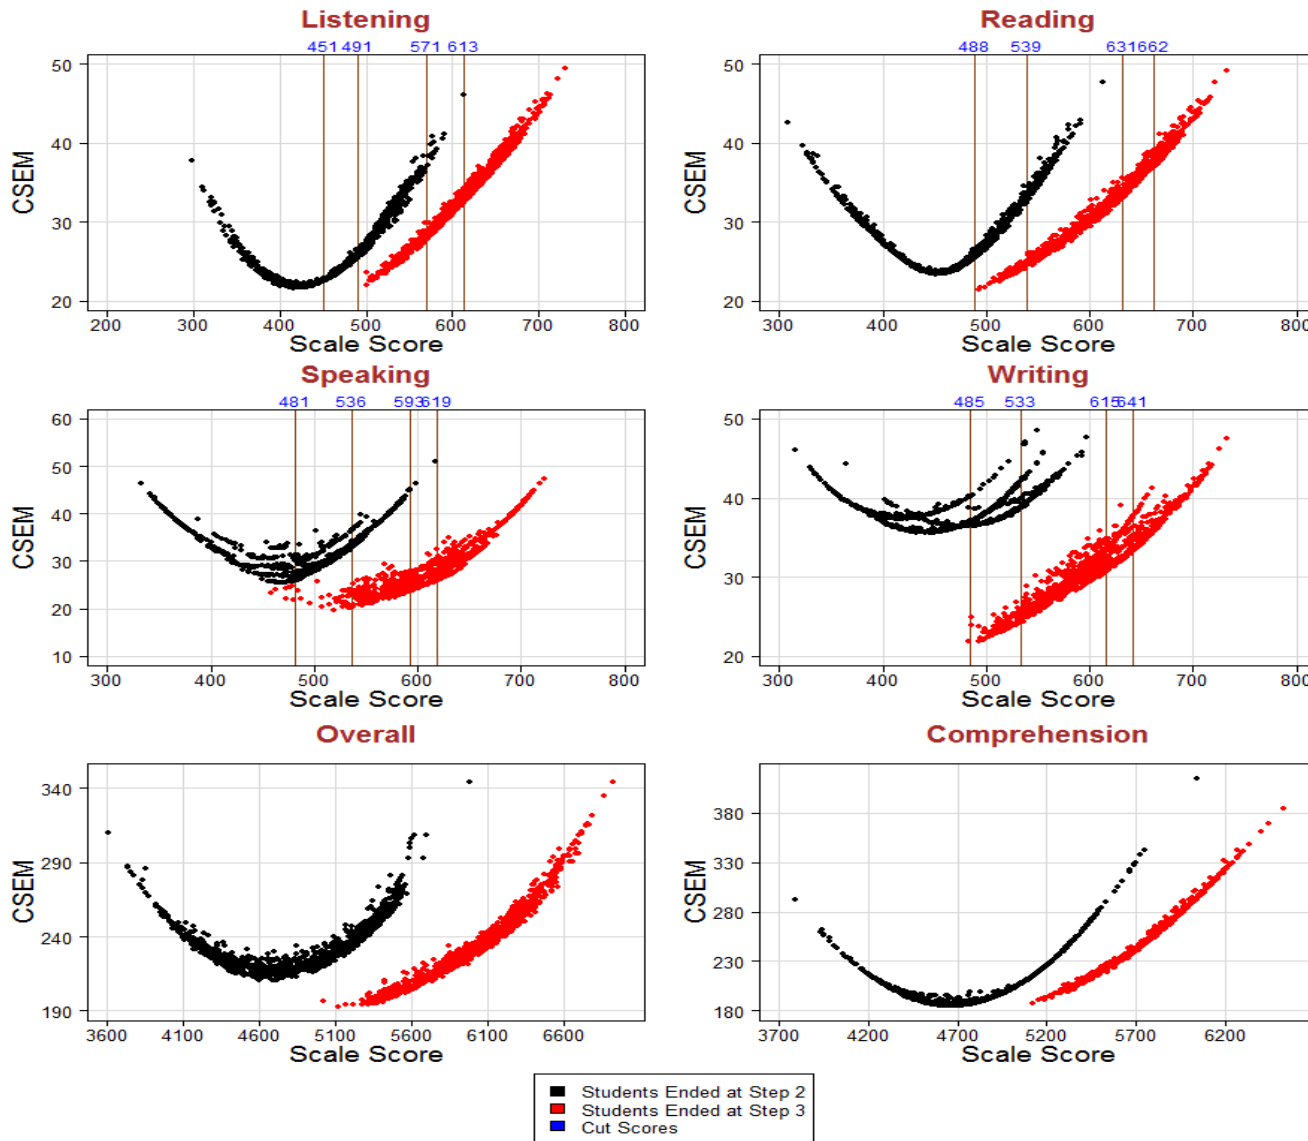 Listening
451 491 571 613
CSEM
50
40
30
20
200 300 400 500 600 700 800
Scale Score
Reading
488 539 631 662
CSEM
50
40
30
20
300 400 500 600 700 800
Scale Score
Speaking
481 536 593 619
CSEM
60
50
40
30
20
10
300 400 500 600 700 800
Scale Score
Writing
485 533 615 641
CSEM
50
40
30
20
300 400 500 600 700 800
Scale Score
Overall
CSEM
340
290
240
190
3600 4100 4600 5100 5600 6100 6600
Scale Score
Comprehension
CSEM
380
330
280
230
180
3700 4200 4700 5200 5700 6200
Scale Score
Students Ended at Step 2
Students Ended at Step 3
Cut Scores